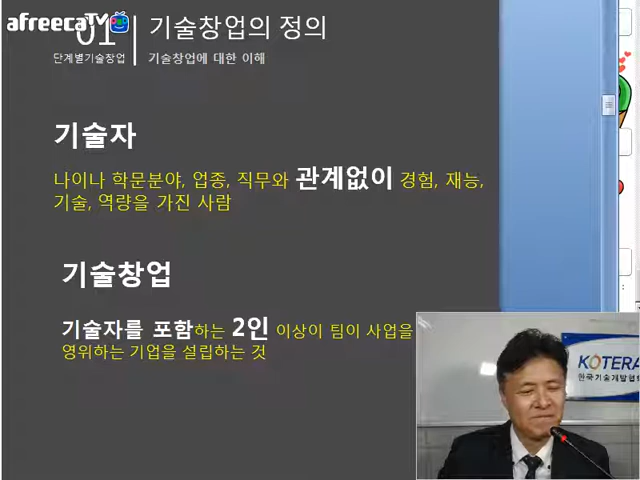 afreecaTV
01
기술창업의 정의
단계별기술창업
기술창업에 대한 이해
기술자
나이나 학문분야, 업종, 직무와 관계없이 경험, 재능,
기술, 역량을 가진 사람
기술창업
기술자를 포함하는 2인 이상이 팀이 사업을
영위하는 기업을 설립하는 것
KOTERA
한국기술개발협회